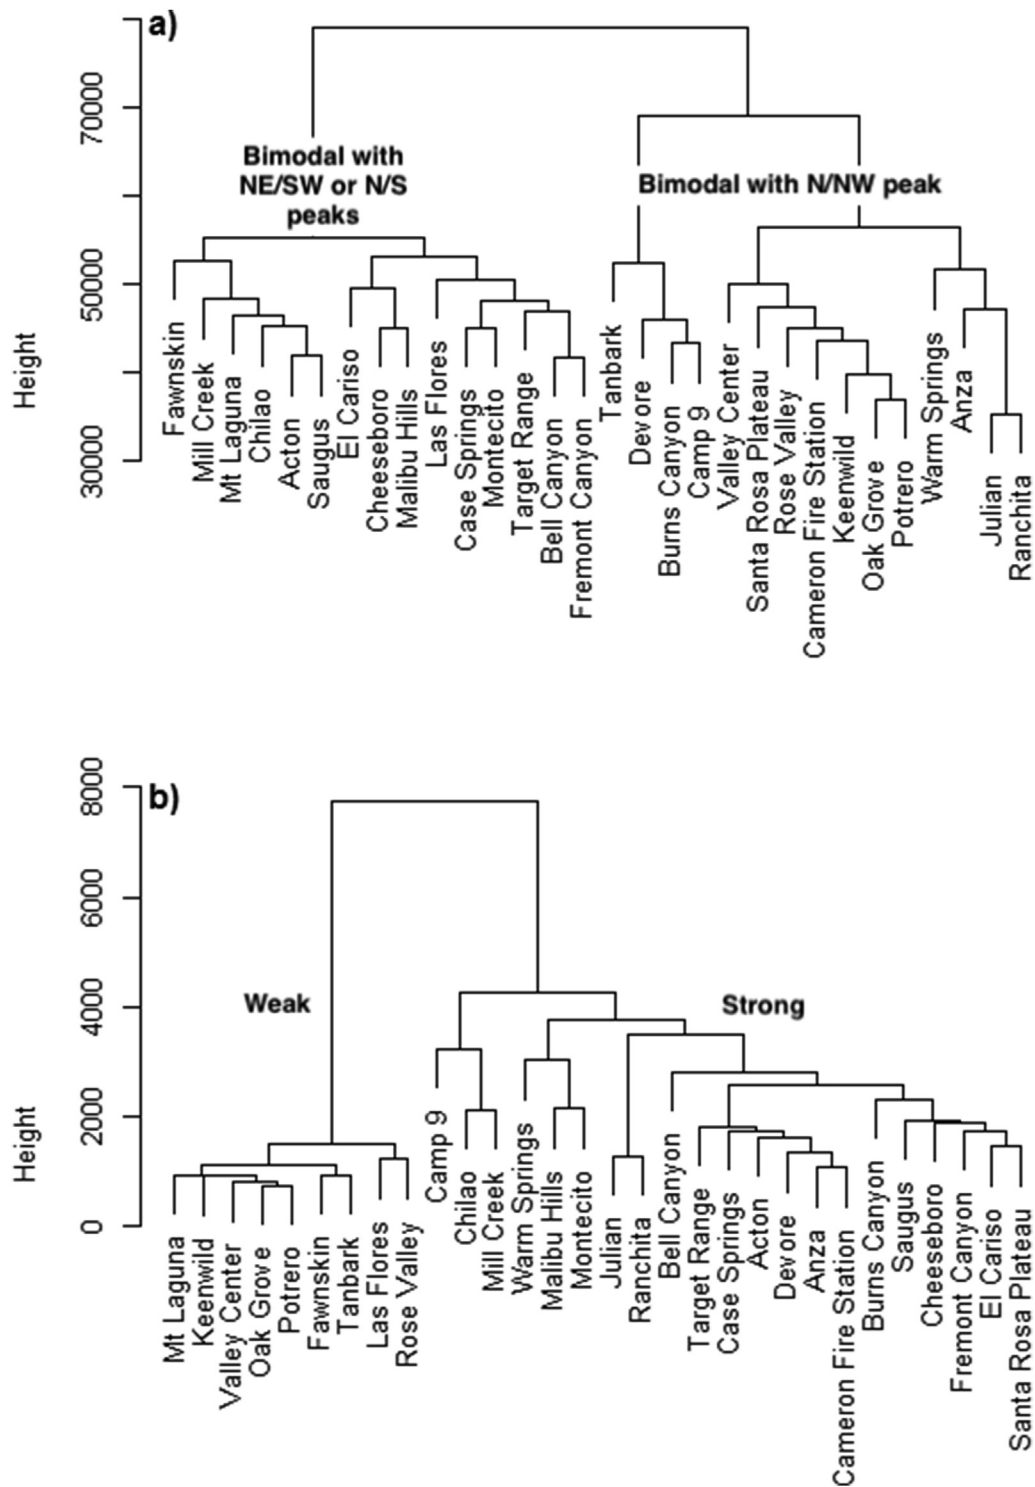 a)
70000
50000
30000
Height
Bimodal with
NE/SW or N/S
peaks
Bimodal with N/NW peak
Fawnskin
Mill Creek
Mt Laguna
Chilao
Acton
Saugus
El Cariso
Cheeseboro
Malibu Hills
Las Flores
Case Springs
Montecito
Target Range
Bell Canyon
Fremont Canyon
Tanbark
Devore
Burns Canyon
Camp 9
Valley Center
Santa Rosa Plateau
Rose Valley
Cameron Fire Station
Keenwild
Oak Grove
Potrero
Warm Springs
Anza
Julian
Ranchita
b)
8000
6000
4000
2000
0
Height
Weak
Strong
Mt Laguna
Keenwild
Valley Center
Oak Grove
Potrero
Fawnskin
Tanbark
Las Flores
Rose Valley
Camp 9
Chilao
Mill Creek
Warm Springs
Malibu Hills
Montecito
Julian
Ranchita
Bell Canyon
Target Range
Case Springs
Acton
Devore
Anza
Cameron Fire Station
Burns Canyon
Saugus
Cheeseboro
Fremont Canyon
El Cariso
Santa Rosa Plateau